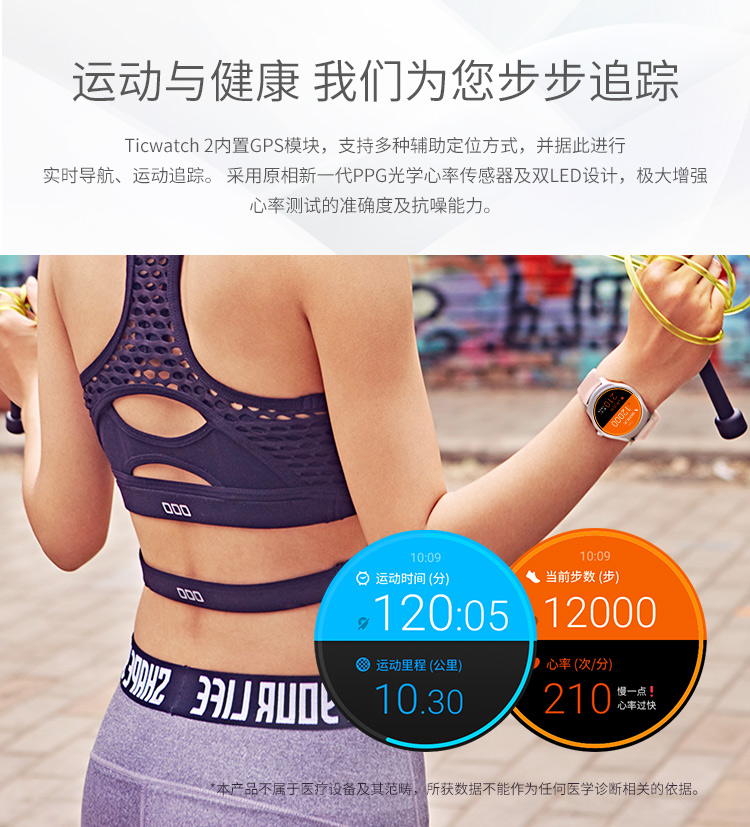 运动与健康 我们为您步步追踪
Ticwatch 2内置GPS模块，支持多种辅助定位方式，并据此进行
实时导航、运动追踪。 采用原相新一代PPG光学心率传感器及双LED设计，极大增强
心率测试的准确度及抗噪能力。
210
12000
10:09
运动时间 (分)
120:05
运动里程 (公里)
10.30
10:09
当前步数 (步)
12000
心率 (次/分)
210
慢一点！
心率过快
SHAPE YOUR LIFE
*本产品不属于医疗设备及其范畴，所获数据不能作为任何医学诊断相关的依据。